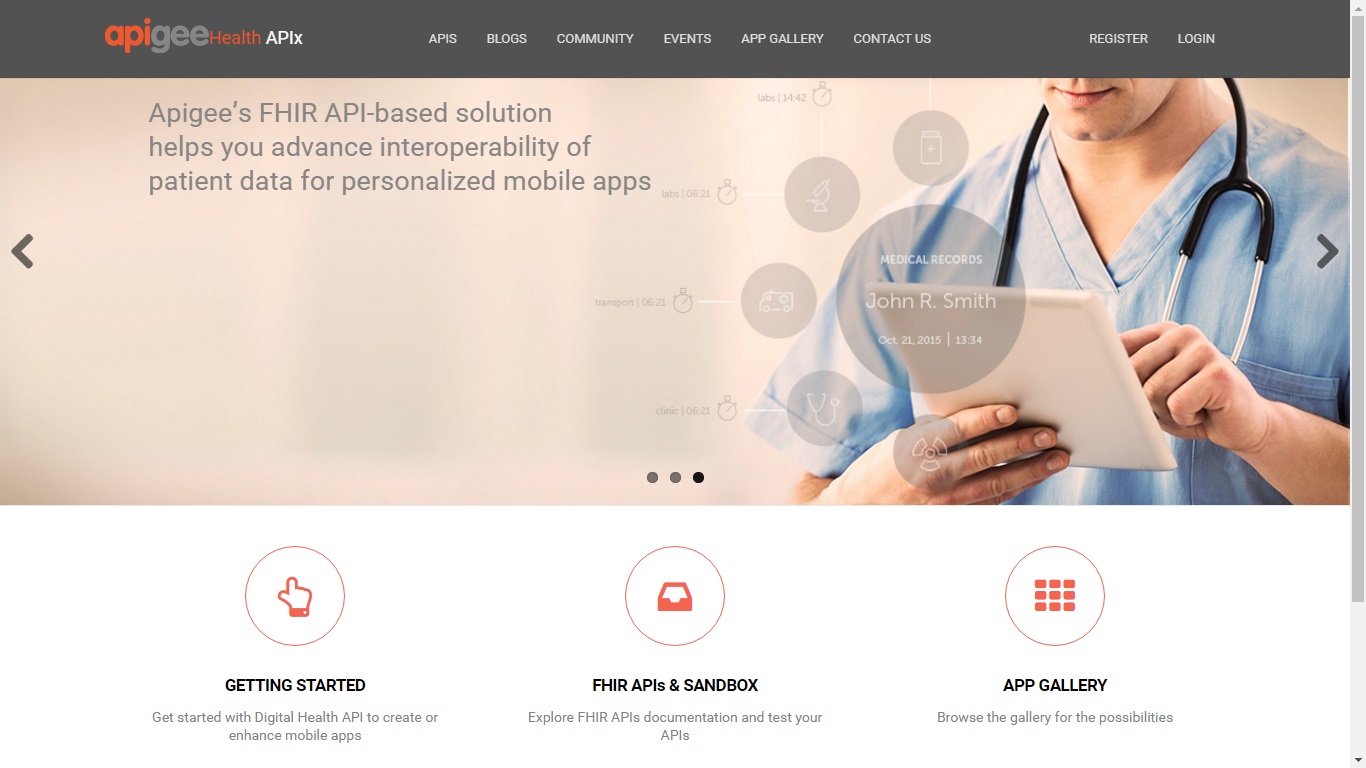 apigee Health APIx
APIS
BLOGS
COMMUNITY
EVENTS
APP GALLERY
CONTACT US
REGISTER
LOGIN
Apigee’s FHIR API-based solution
helps you advance interoperability of
patient data for personalized mobile apps
labs | 14:42
labs | 06:21
transport | 06:21
clinic | 06:21
MEDICAL RECORDS
John R. Smith
Oct. 21, 2015 | 13:34
GETTING STARTED
Get started with Digital Health API to create or
enhance mobile apps
FHIR APIs & SANDBOX
Explore FHIR APIs documentation and test your
APIs
APP GALLERY
Browse the gallery for the possibilities